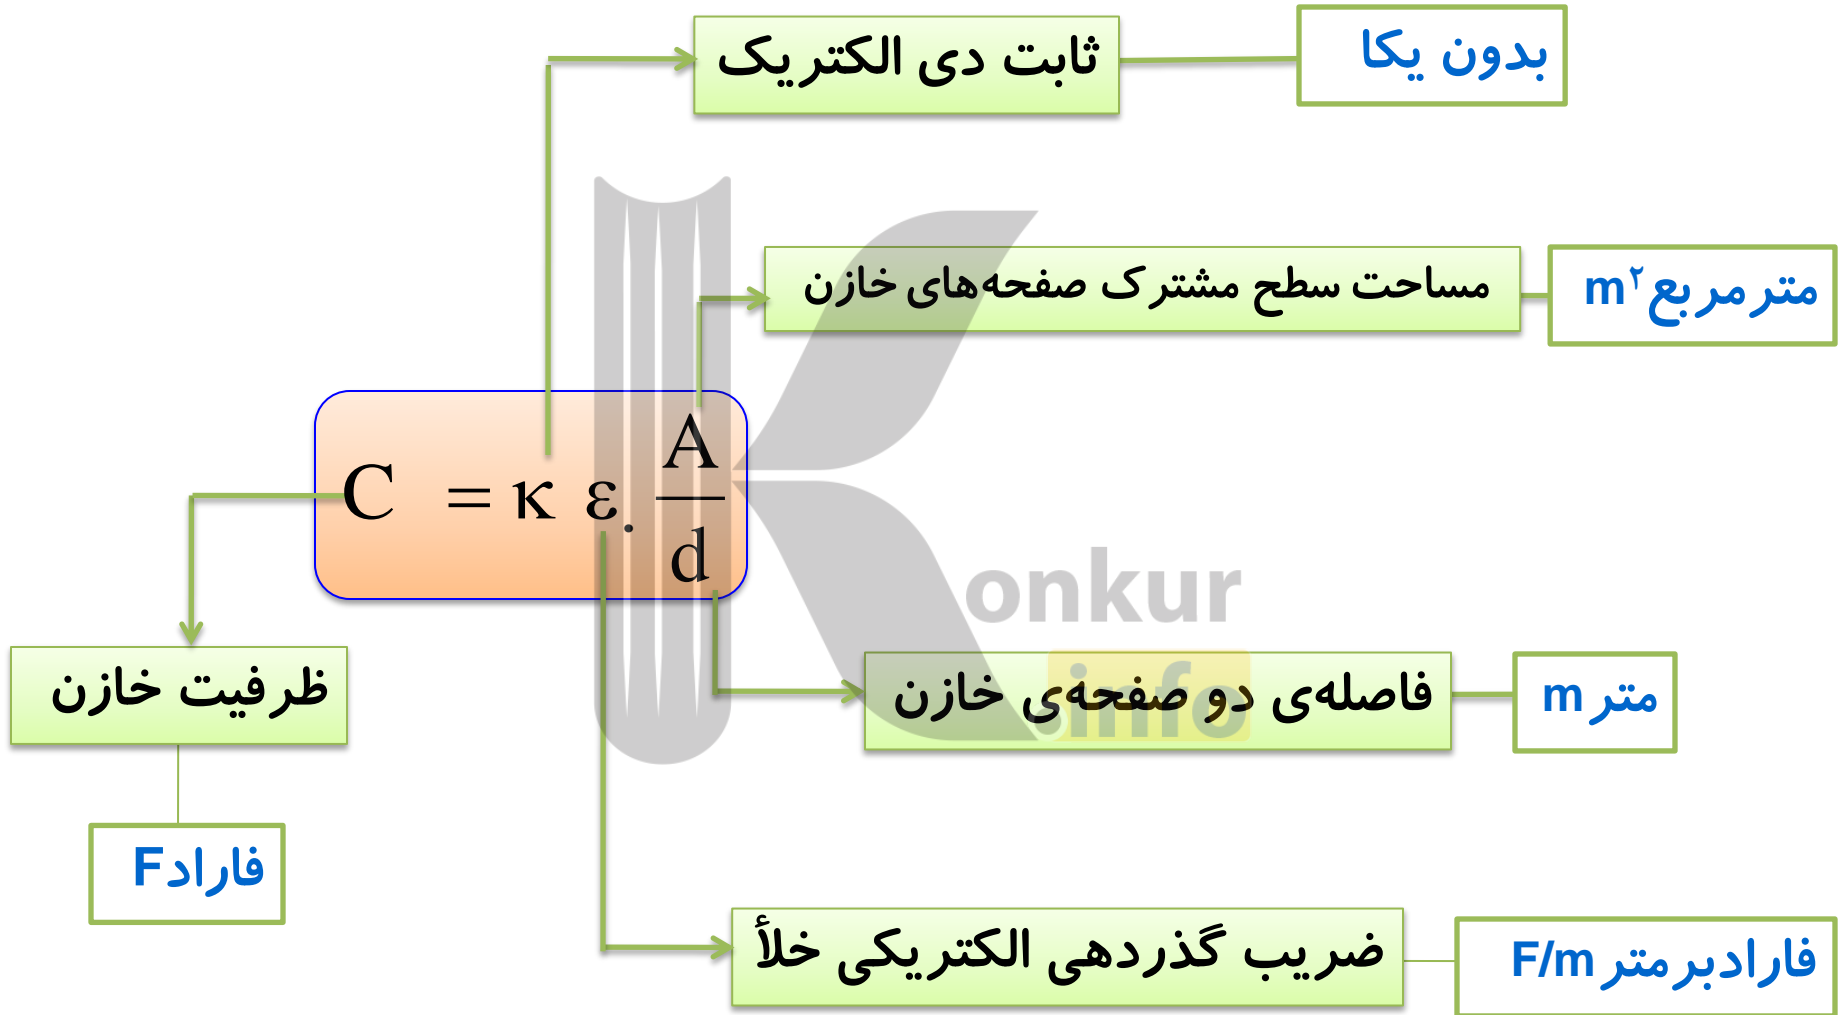 ثابت دی الکتریک
بدون یکا
مساحت سطح مشترک صفحه‌های خازن
مترمربع m²
C = κ ε. A/d
ظرفیت خازن
فاراد F
فاصله‌ی دو صفحه‌ی خازن
متر m
ضریب گذردهی الکتریکی خلأ
فارادبرمتر F/m
Konkur
.info